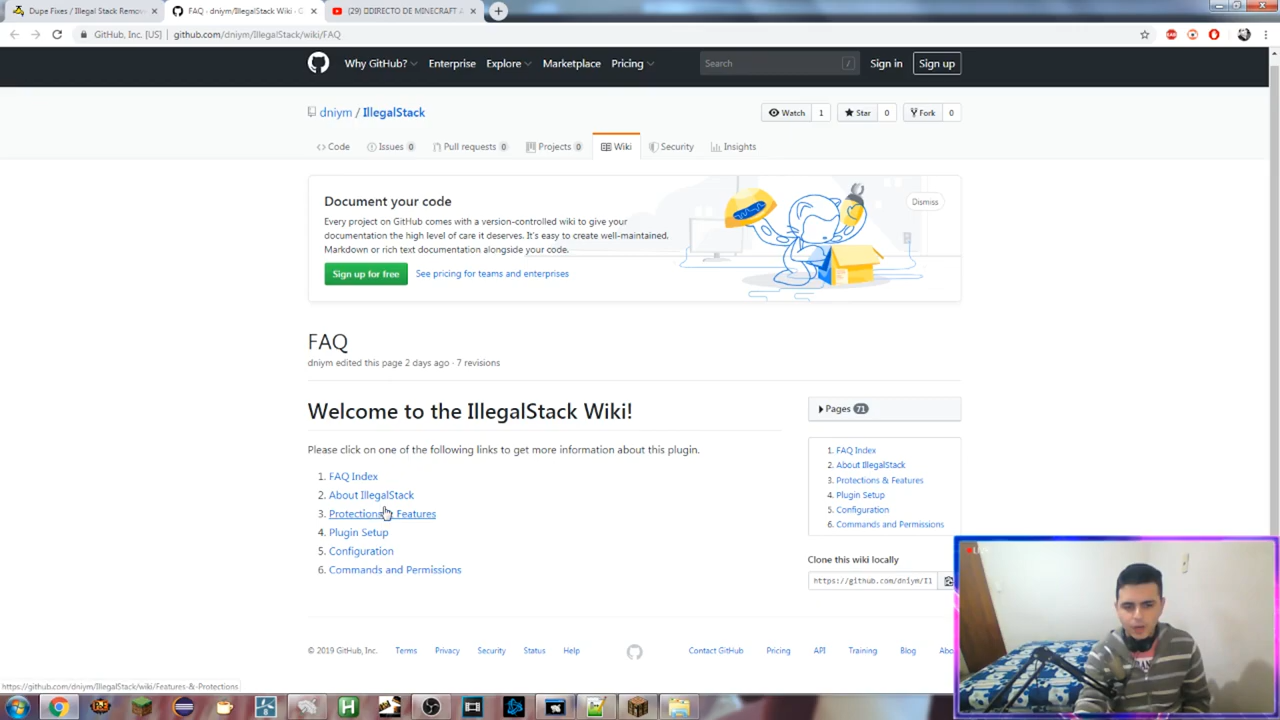 Dupe Fixes / Illegal Stack Remov
FAQ · dniym/IllegalStack Wiki · G
DIRECTO DE MINECRAFT
GitHub, Inc. [US]
github.com/dniym/IllegalStack/wiki/FAQ
Why GitHub?
Enterprise
Explore
Marketplace
Pricing
Search
/
Sign in
Sign up
dniym / IllegalStack
Watch 1
Star 0
Fork 0
Code
Issues 0
Pull requests 0
Projects 0
Wiki
Security
Insights
Document your code
Dismiss
Every project on GitHub comes with a version-controlled wiki to give your
documentation the high level of care it deserves. It's easy to create well-maintained,
Markdown or rich text documentation alongside your code.
Sign up for free
See pricing for teams and enterprises
FAQ
dniym edited this page 2 days ago · 7 revisions
Welcome to the IllegalStack Wiki!
Please click on one of the following links to get more information about this plugin.
1. FAQ Index
2. About IllegalStack
3. Protections & Features
4. Plugin Setup
5. Configuration
6. Commands and Permissions
Pages 71
1. FAQ Index
2. About IllegalStack
3. Protections & Features
4. Plugin Setup
5. Configuration
6. Commands and Permissions
Clone this wiki locally
https://github.com/dniym/Il
© 2019 GitHub, Inc.
Terms
Privacy
Security
Status
Help
Contact GitHub
Pricing
API
Training
Blog
Abo
https://github.com/dniym/IllegalStack/wiki/Features-&-Protections